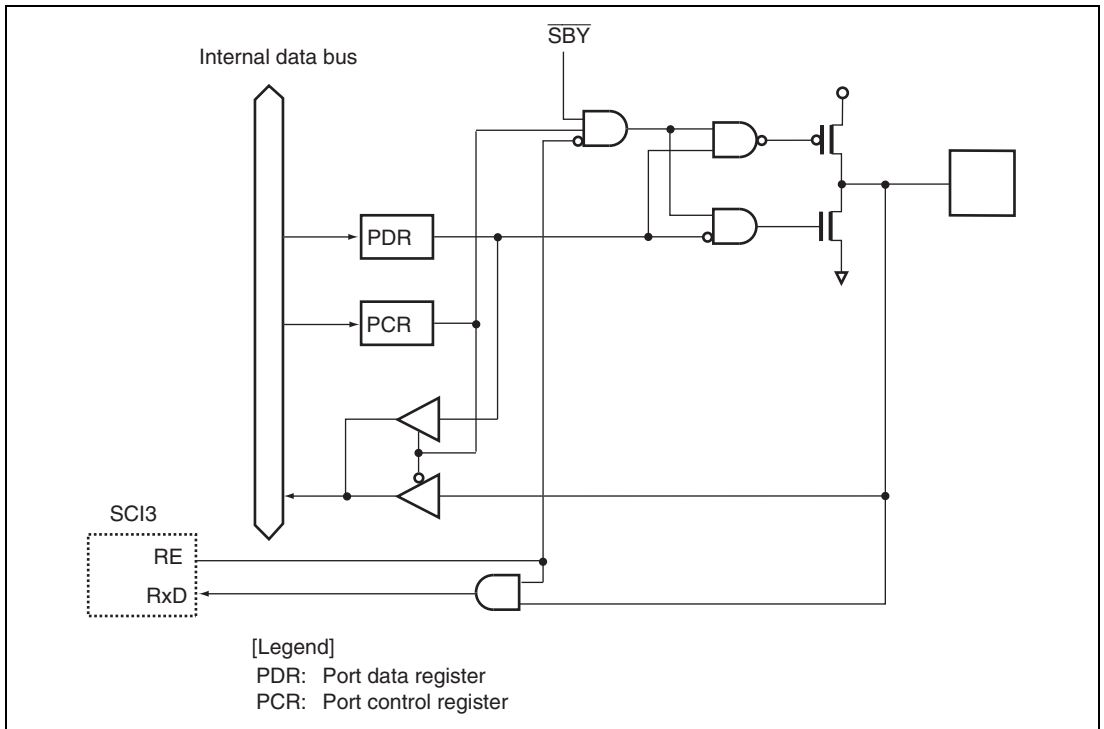 SBY
Internal data bus
PDR
PCR
SCI3
RE
RxD
[Legend]
PDR: Port data register
PCR: Port control register